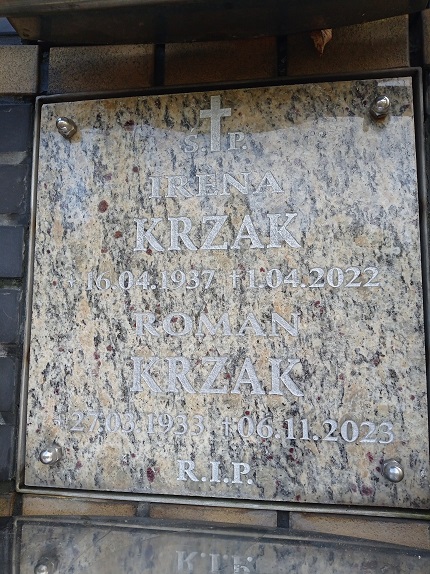 Ś. P.
IRENA
KRZAK
*16.04.1937 †1.04.2022
ROMAN
KRZAK
*27.03.1933 †06.11.2023
R.I.P.